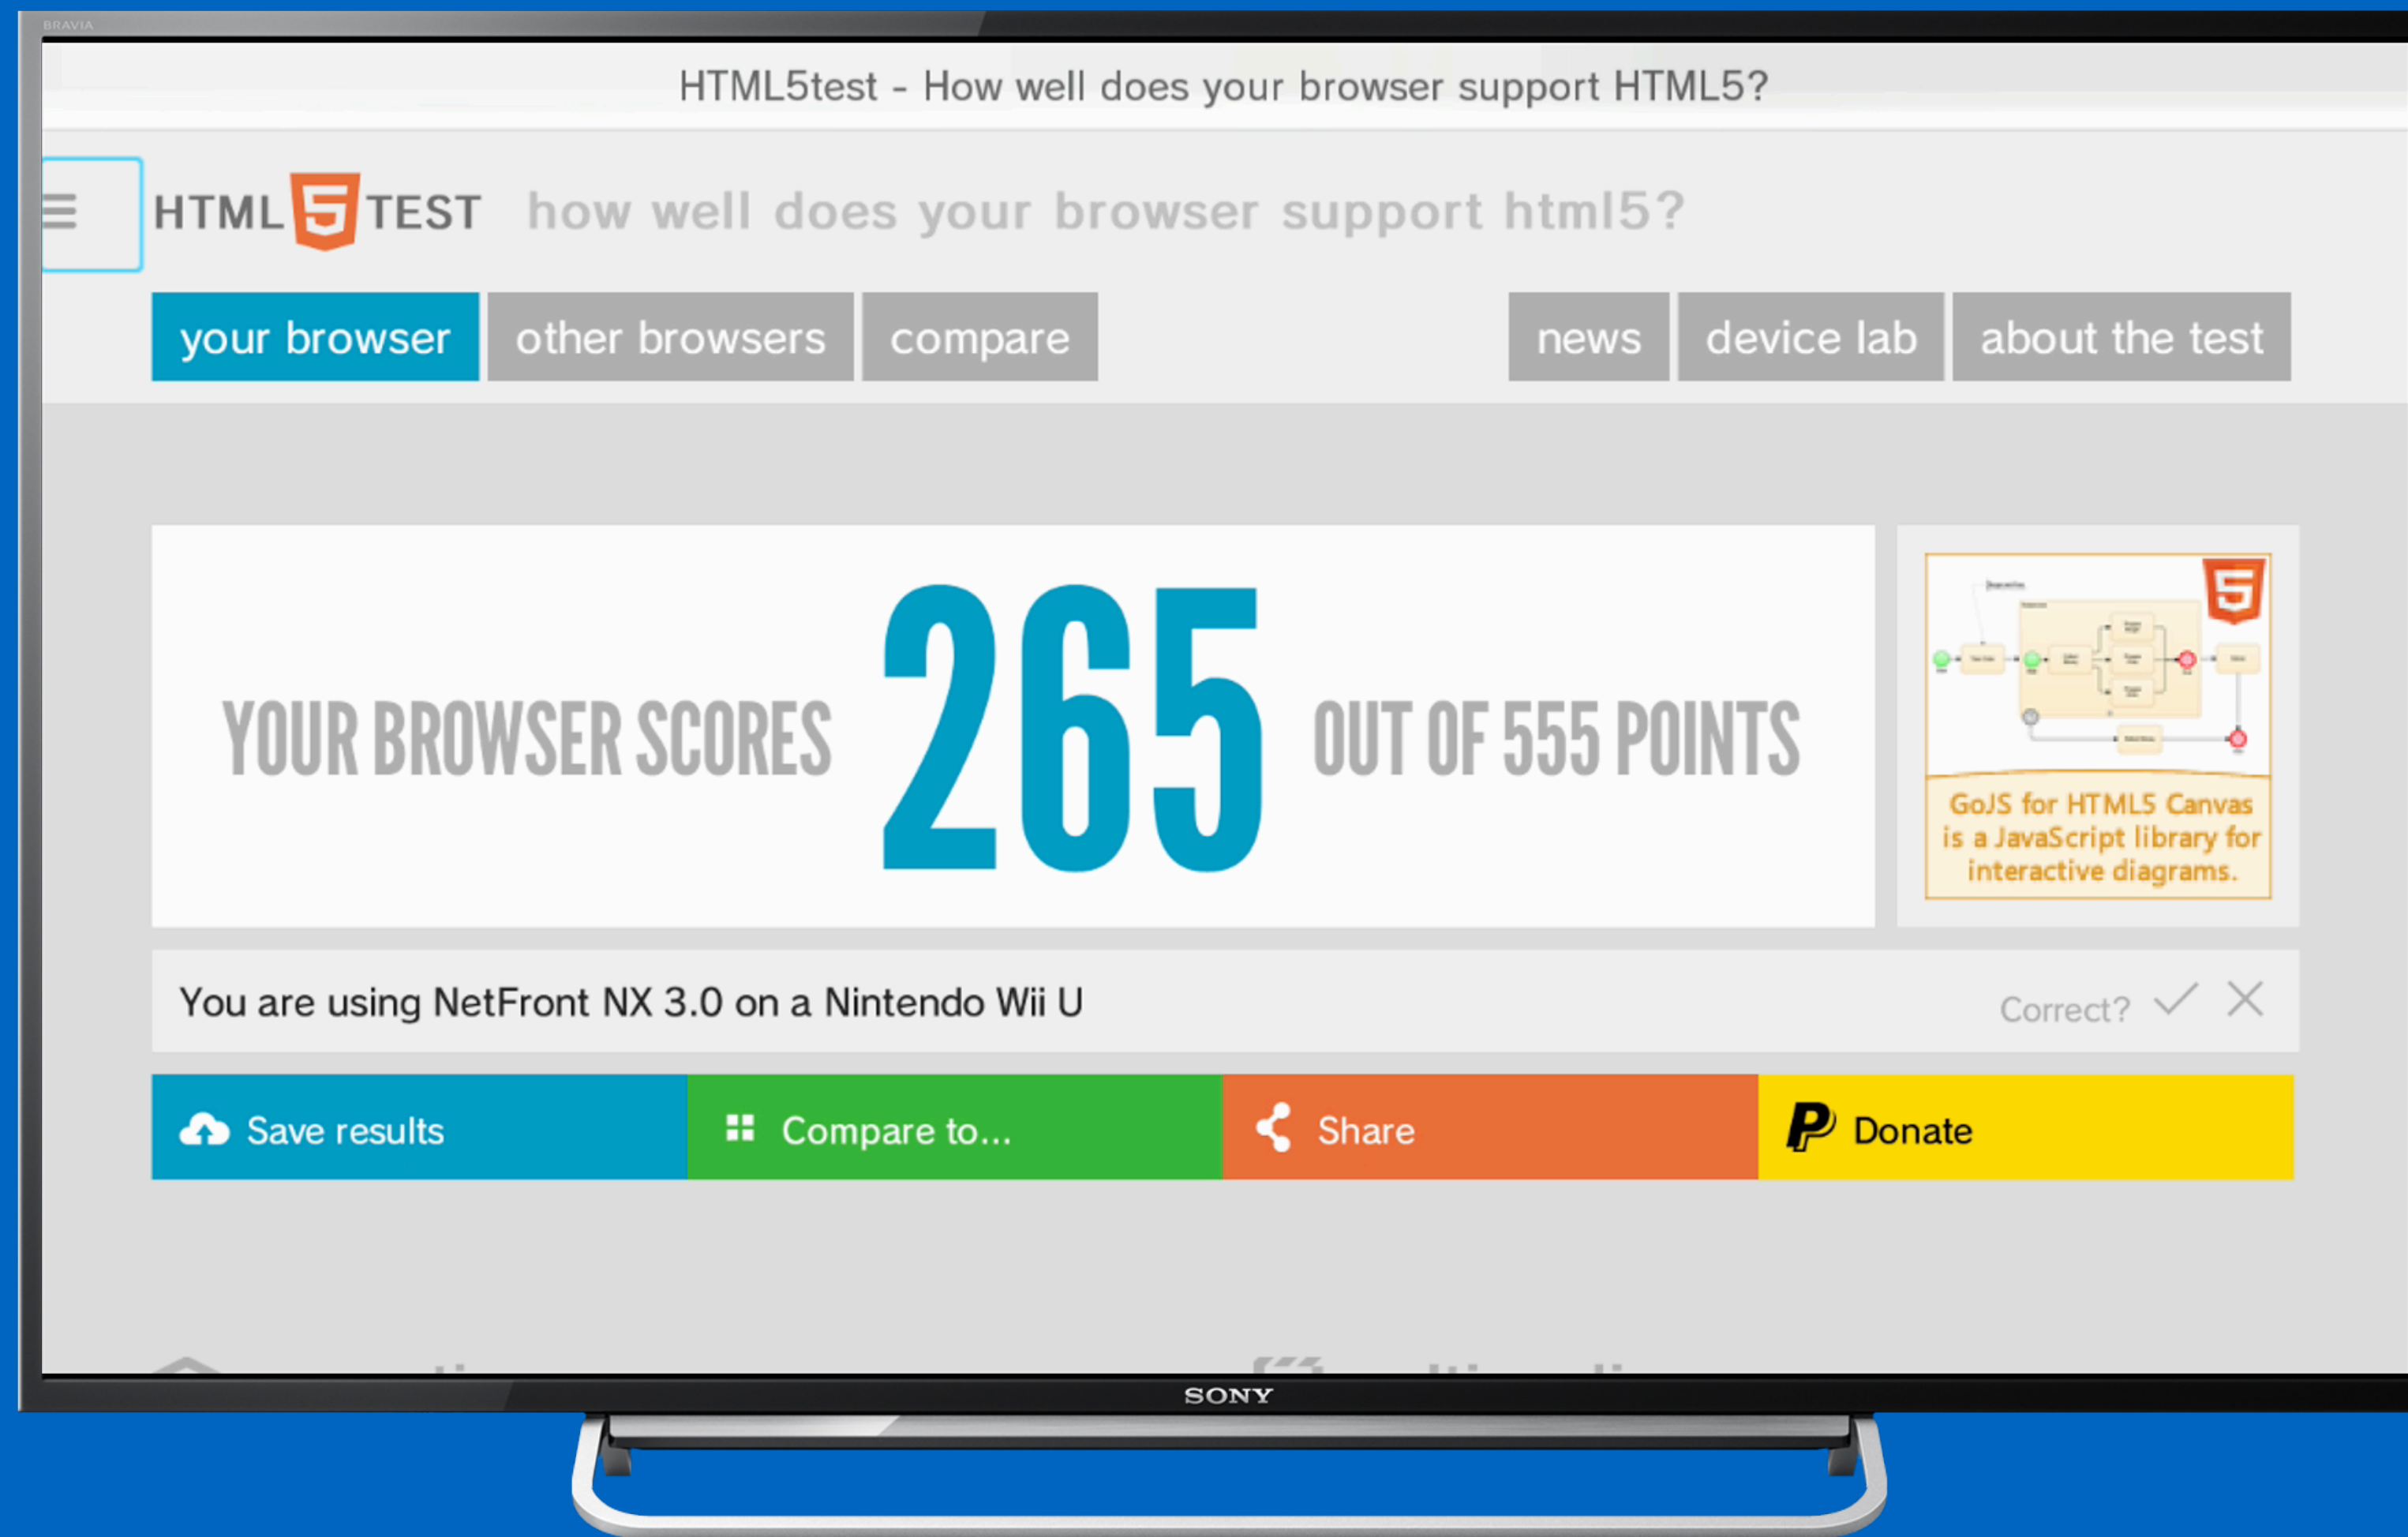 BRAVIA
HTML5test - How well does your browser support HTML5?
HTML 5 TEST how well does your browser support html5?
your browser other browsers compare news device lab about the test
YOUR BROWSER SCORES 265 OUT OF 555 POINTS
GoJS for HTML5 Canvas
is a JavaScript library for
interactive diagrams.
You are using NetFront NX 3.0 on a Nintendo Wii U Correct?
Save results Compare to... Share Donate
SONY